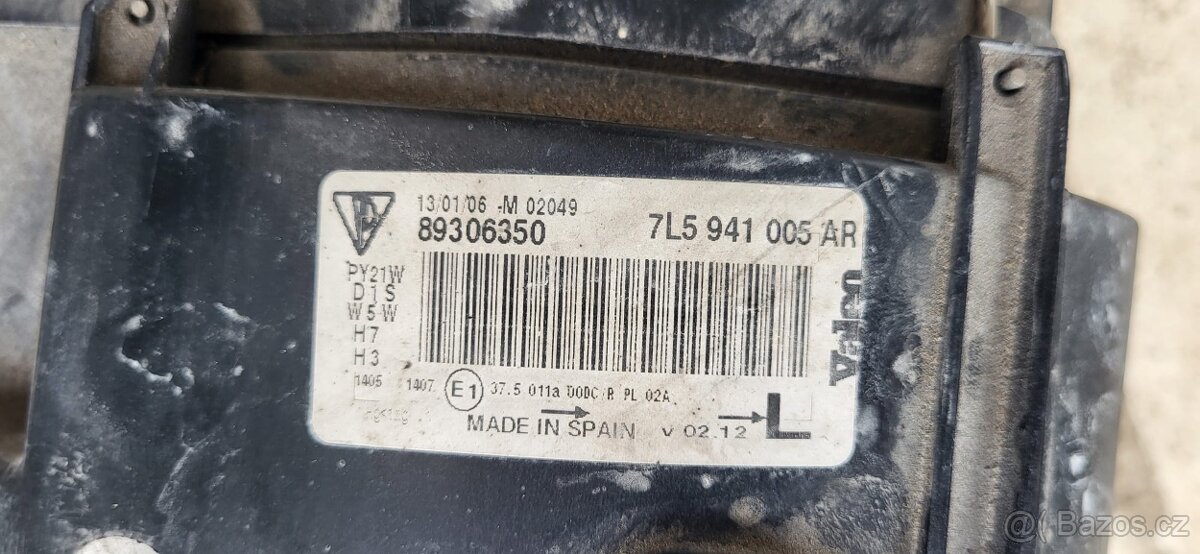 13/01/06 -M 02049
89306350 7L5 941 005 AR
PY21W
D1S
W5W
H7
H3
Valeo
1405 1407 E1 37.5 011a 00DC/R PL 02A
MADE IN SPAIN v 02.12 L
@( Bazos.cz